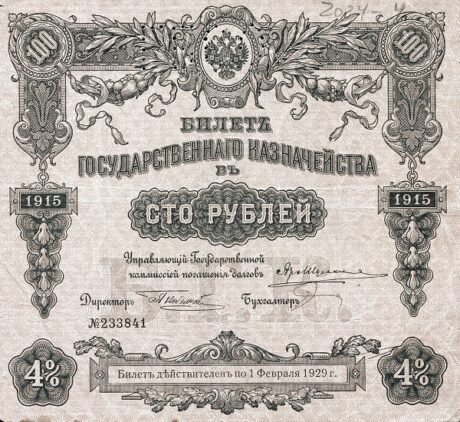 100 100
БИЛЕТЪ
ГОСУДАРСТВЕННАГО КАЗНАЧЕЙСТВА
ВЪ
1915 СТО РУБЛЕЙ 1915
Управляющій Государственной
коммиссіей погашенія долговъ
Директоръ Бухгалтеръ
№233841
4% Билетъ дѣйствителенъ по 1 Февраля 1929 г. 4%